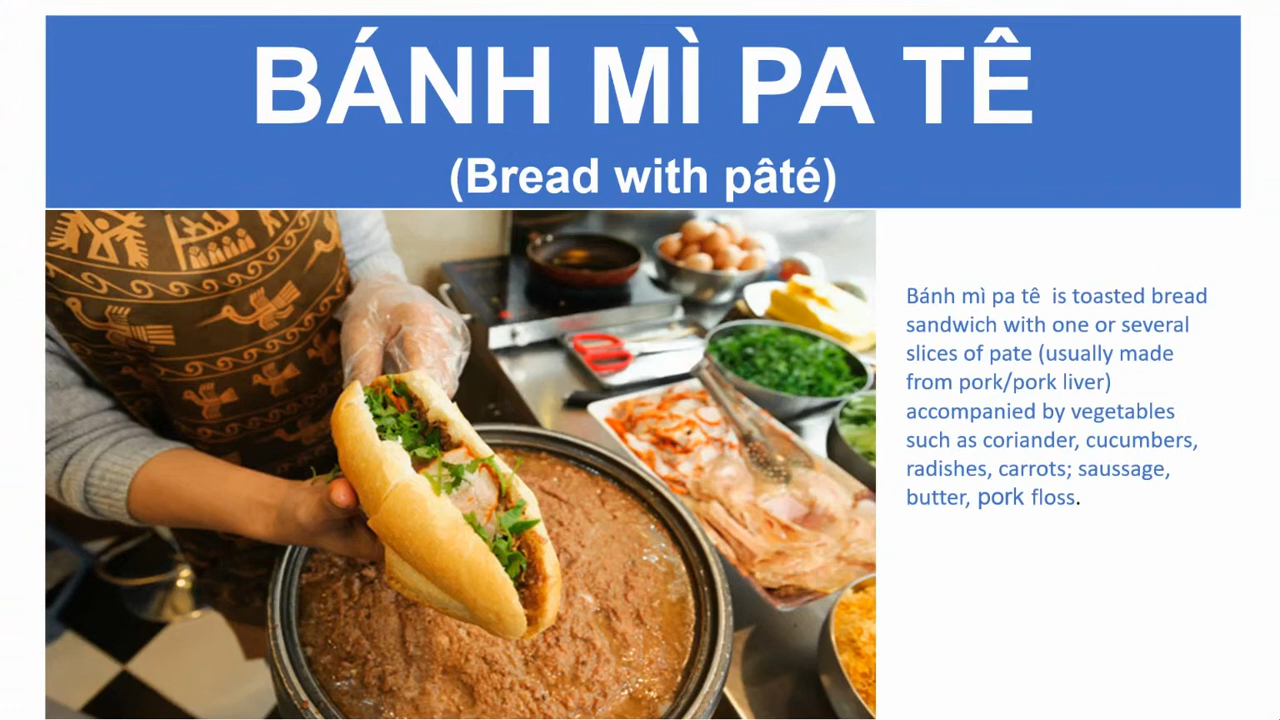 BÁNH MÌ PA TÊ
(Bread with pâté)
Bánh mì pa tê  is toasted bread
sandwich with one or several
slices of pate (usually made
from pork/pork liver)
accompanied by vegetables
such as coriander, cucumbers,
radishes, carrots; saussage,
butter, pork floss.